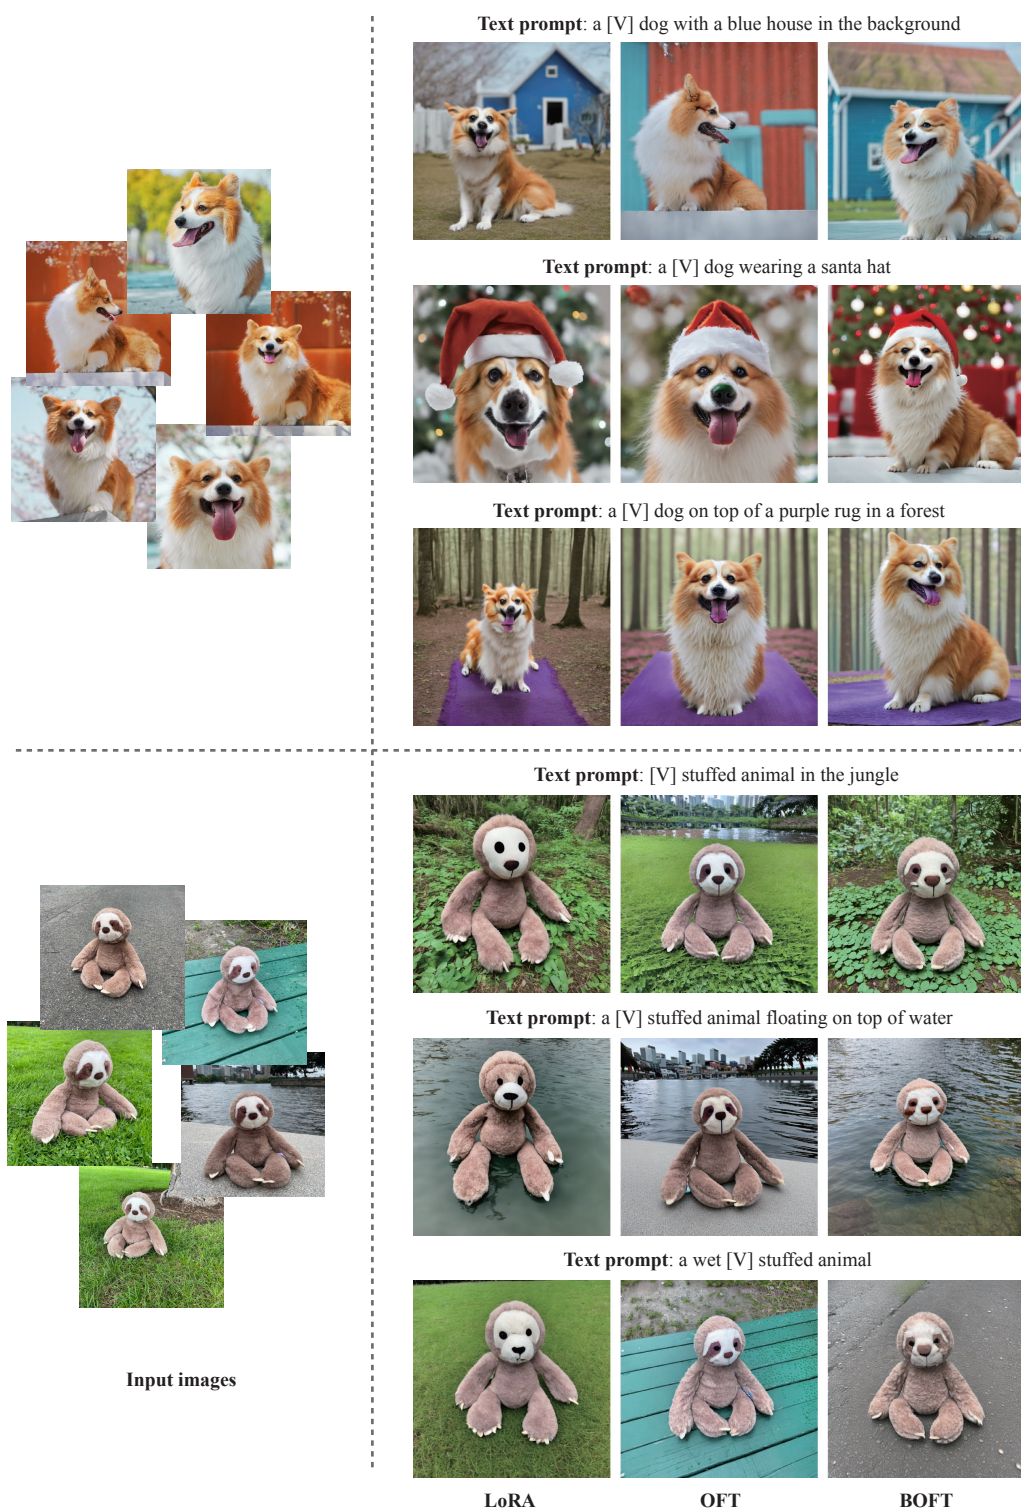 Text prompt: a [V] dog with a blue house in the background
Text prompt: a [V] dog wearing a santa hat
Text prompt: a [V] dog on top of a purple rug in a forest
Text prompt: [V] stuffed animal in the jungle
Text prompt: a [V] stuffed animal floating on top of water
Text prompt: a wet [V] stuffed animal
Input images
LoRA OFT BOFT